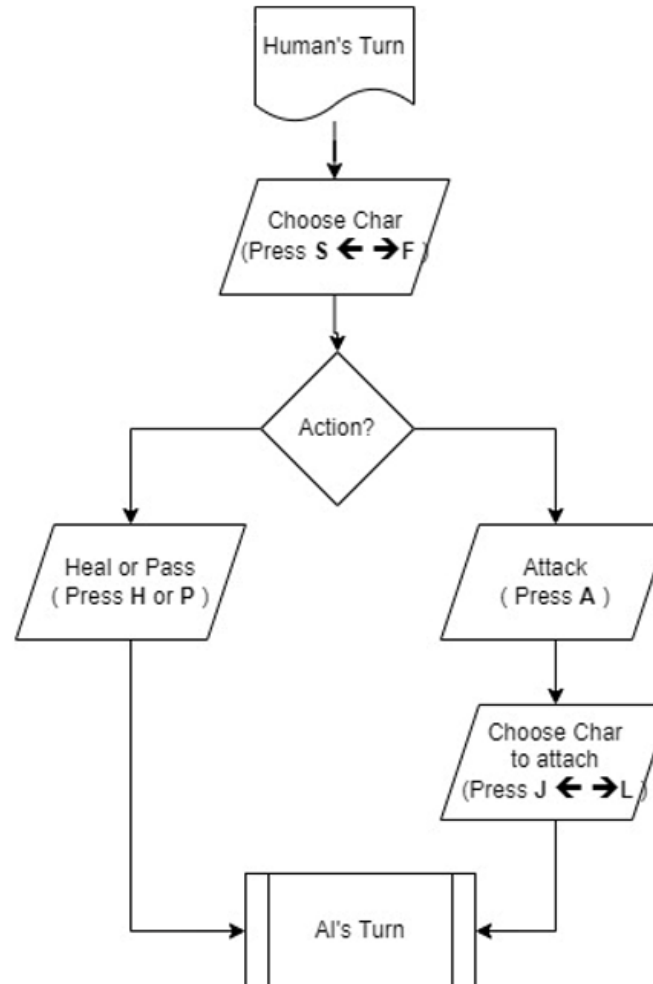 Human's Turn
Choose Char
(Press S ← → F )
Action?
Heal or Pass
( Press H or P )
Attack
( Press A )
Choose Char
to attach
(Press J ← → L )
AI's Turn